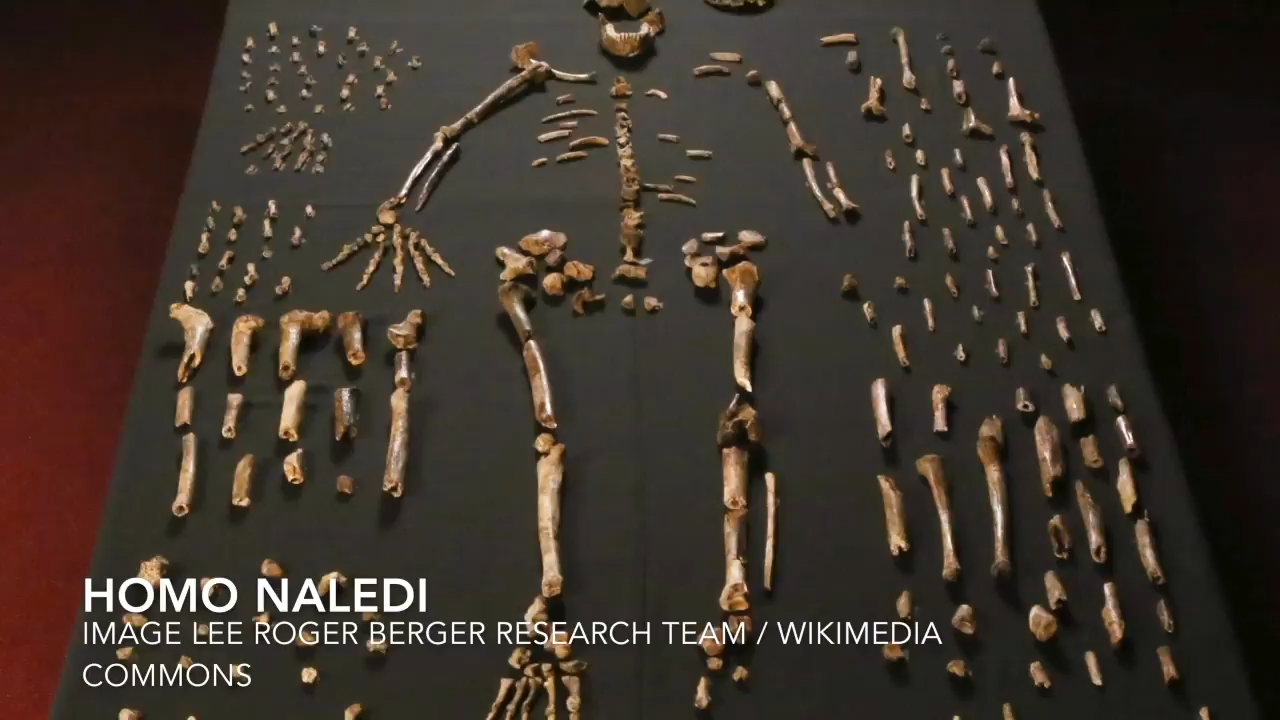 HOMO NALEDI
IMAGE LEE ROGER BERGER RESEARCH TEAM / WIKIMEDIA
COMMONS